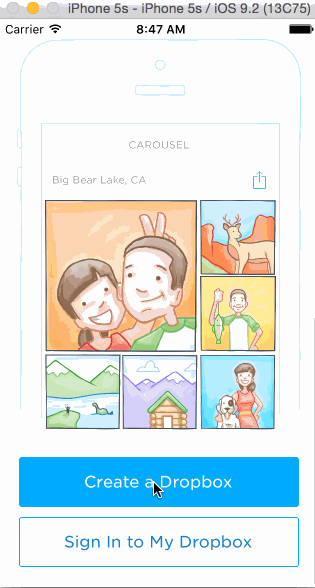 iPhone 5s - iPhone 5s / iOS 9.2 (13C75)
Carrier 8:47 AM
CAROUSEL
Big Bear Lake, CA
Create a Dropbox
Sign In to My Dropbox